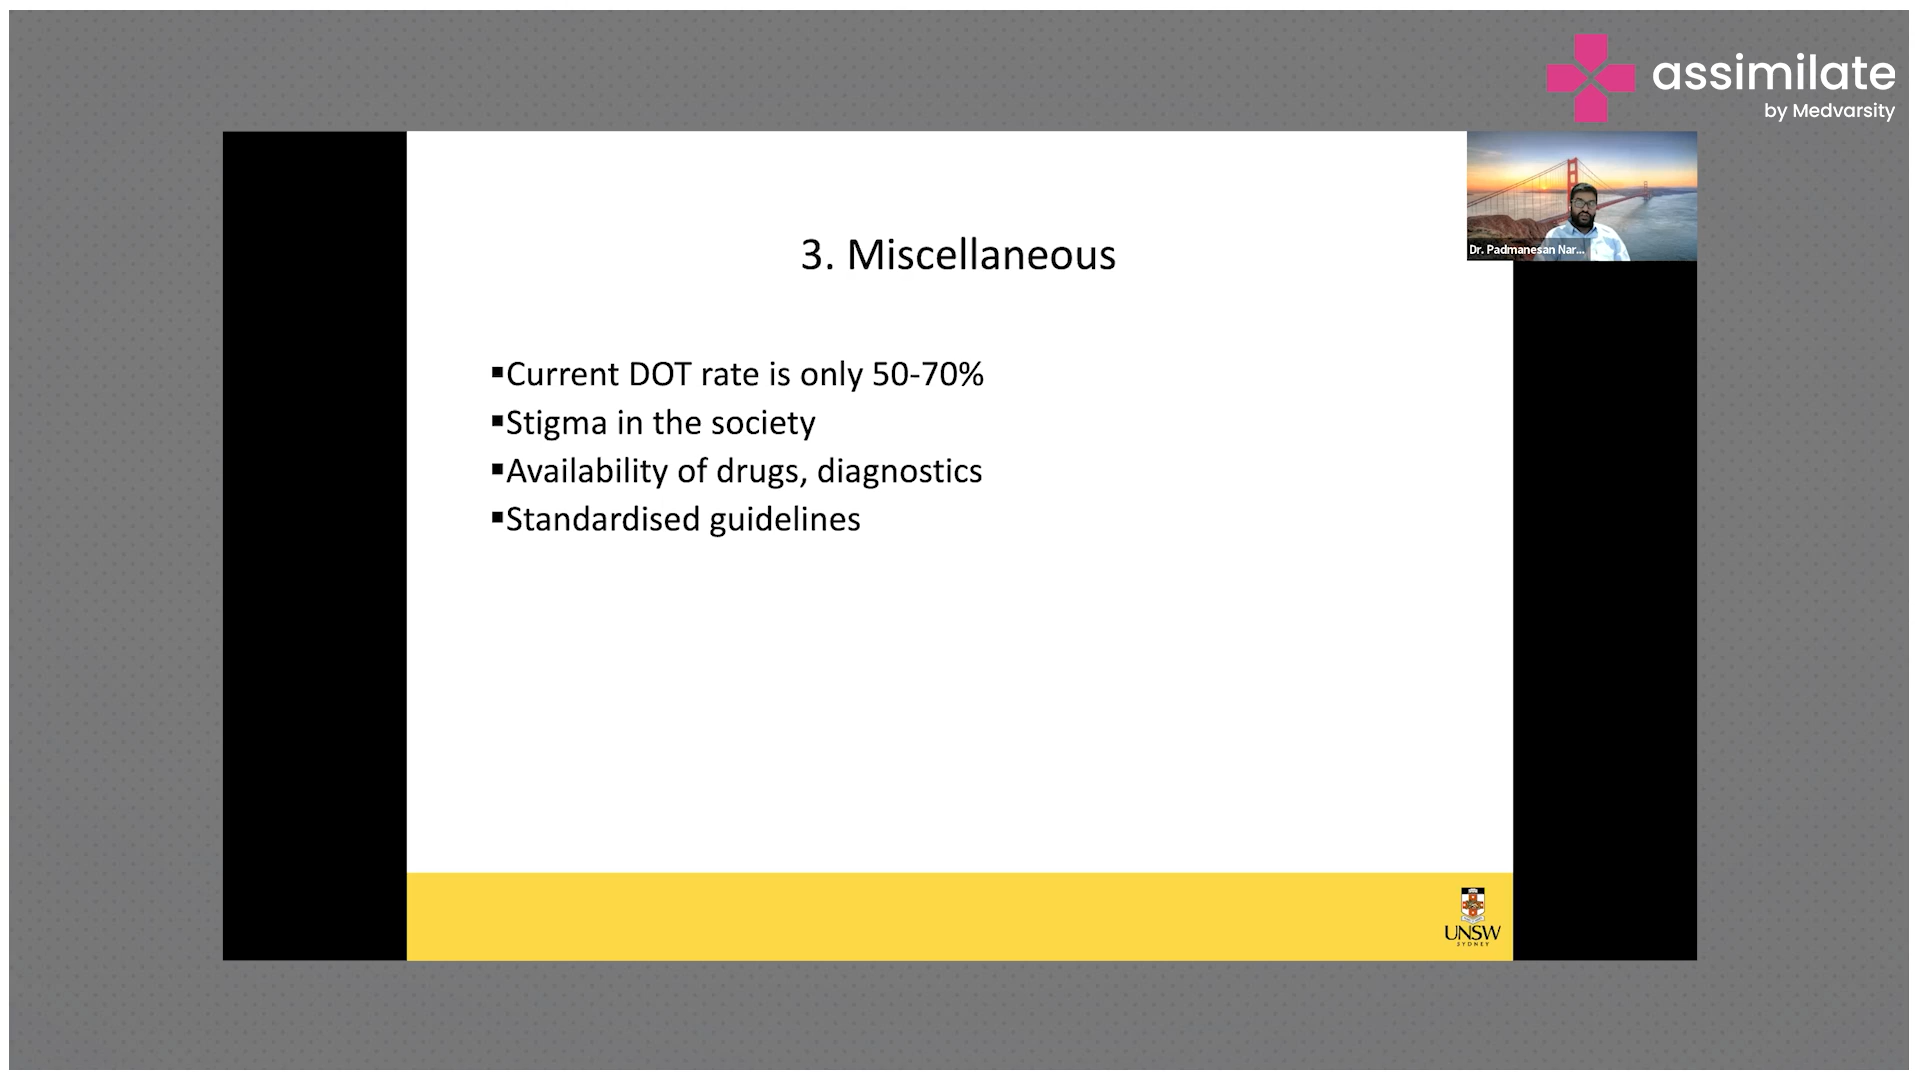 assimilate
by Medvarsity
Dr. Padmanesan Nar...
3. Miscellaneous
▪Current DOT rate is only 50-70%
▪Stigma in the society
▪Availability of drugs, diagnostics
▪Standardised guidelines
UNSW
SYDNEY